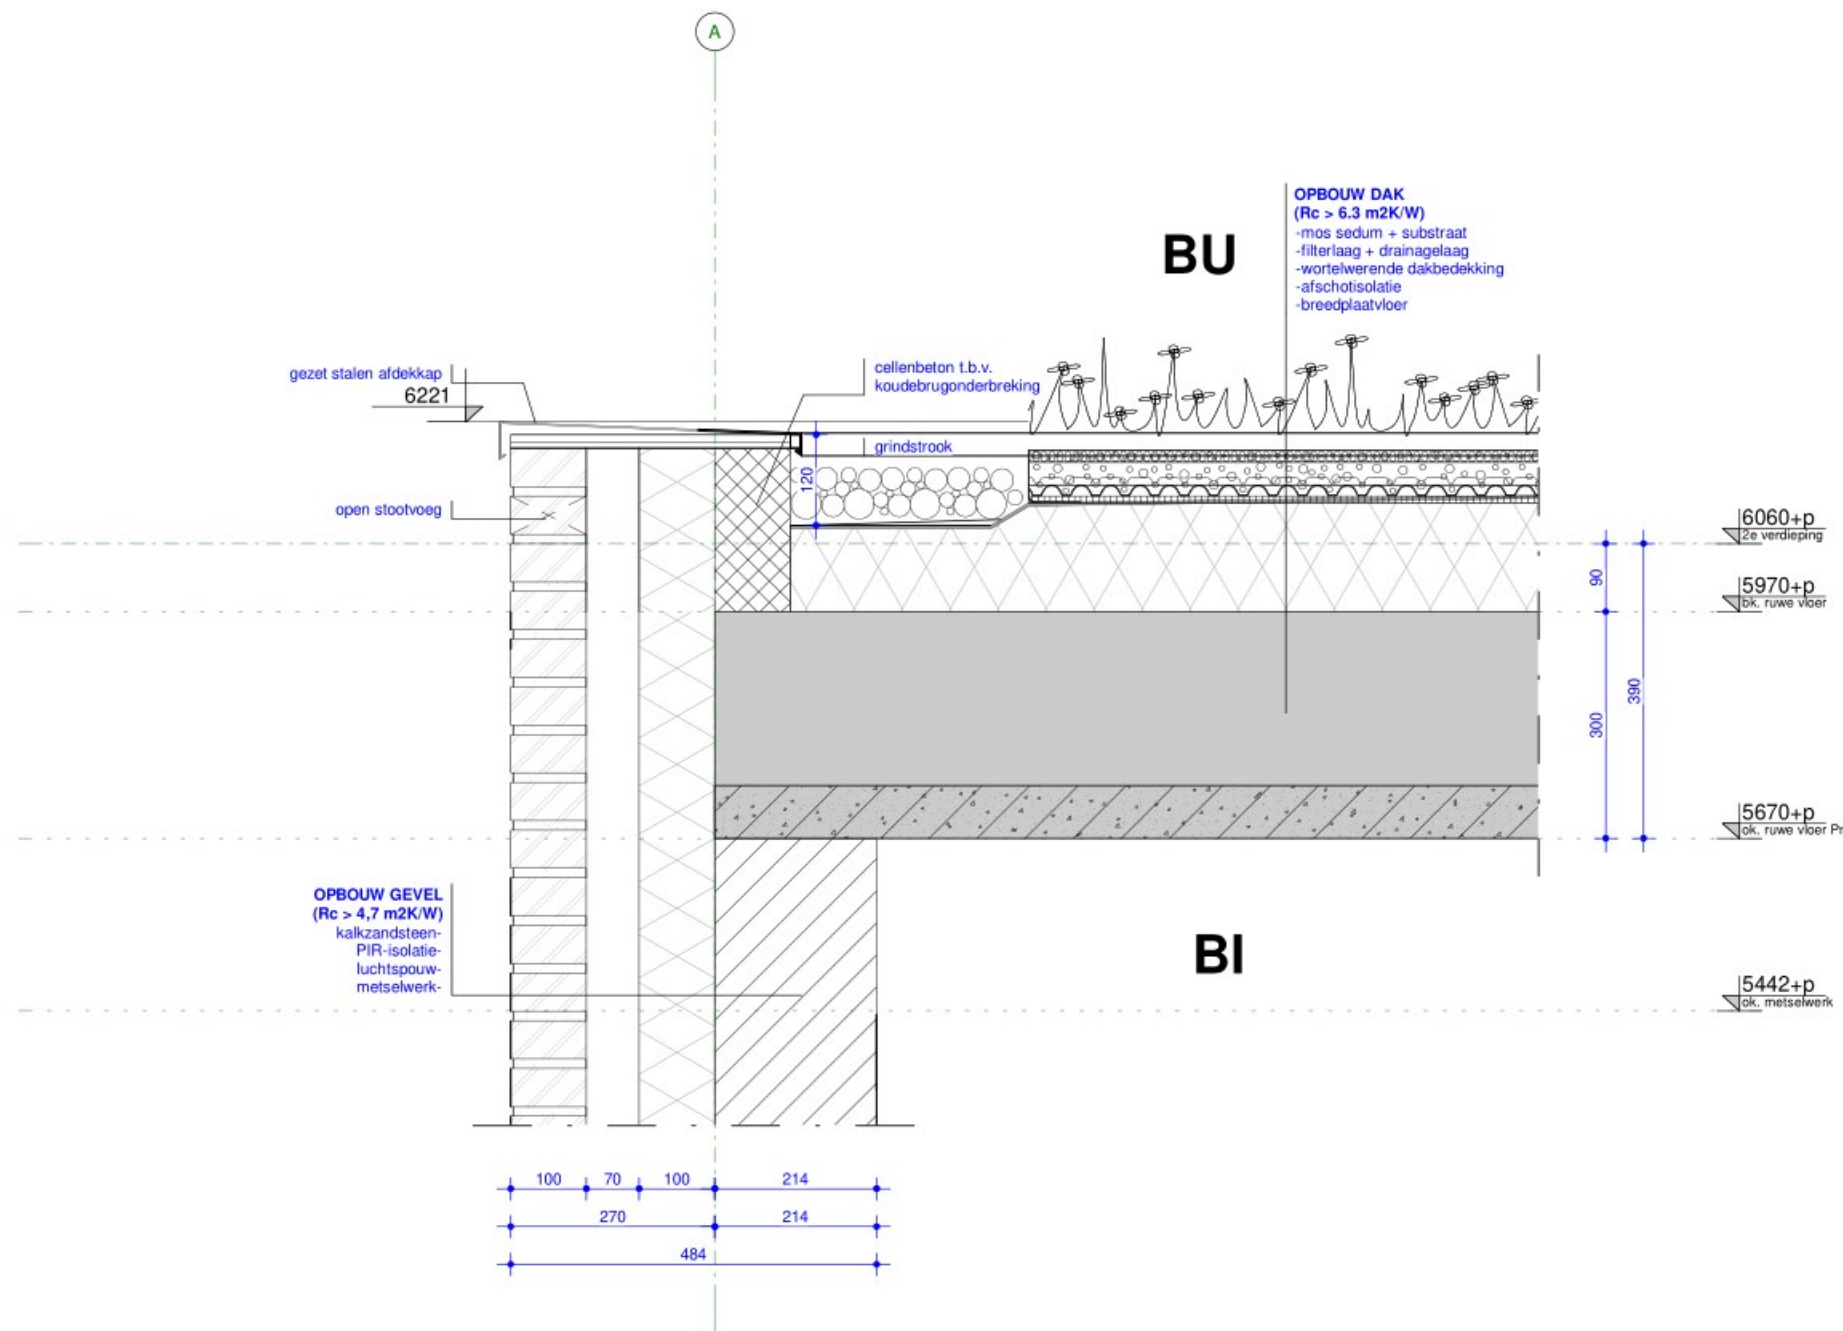 A
OPBOUW DAK
(Rc > 6.3 m2K/W)
-mos sedum + substraat
-filterlaag + drainagelaag
-wortelwerende dakbedekking
-afschotisolatie
-breedplaatvloer
BU
gezet stalen afdekkap
6221
cellenbeton t.b.v.
koudebrugonderbreking
grindstrook
120
open stootvoeg
6060+p
2e verdieping
90
5970+p
bk. ruwe vloer
300
390
5670+p
ok. ruwe vloer Pr
OPBOUW GEVEL
(Rc > 4,7 m2K/W)
kalkzandsteen-
PIR-isolatie-
luchtspouw-
metselwerk-
BI
5442+p
ok. metselwerk
100 70 100 214
270 214
484